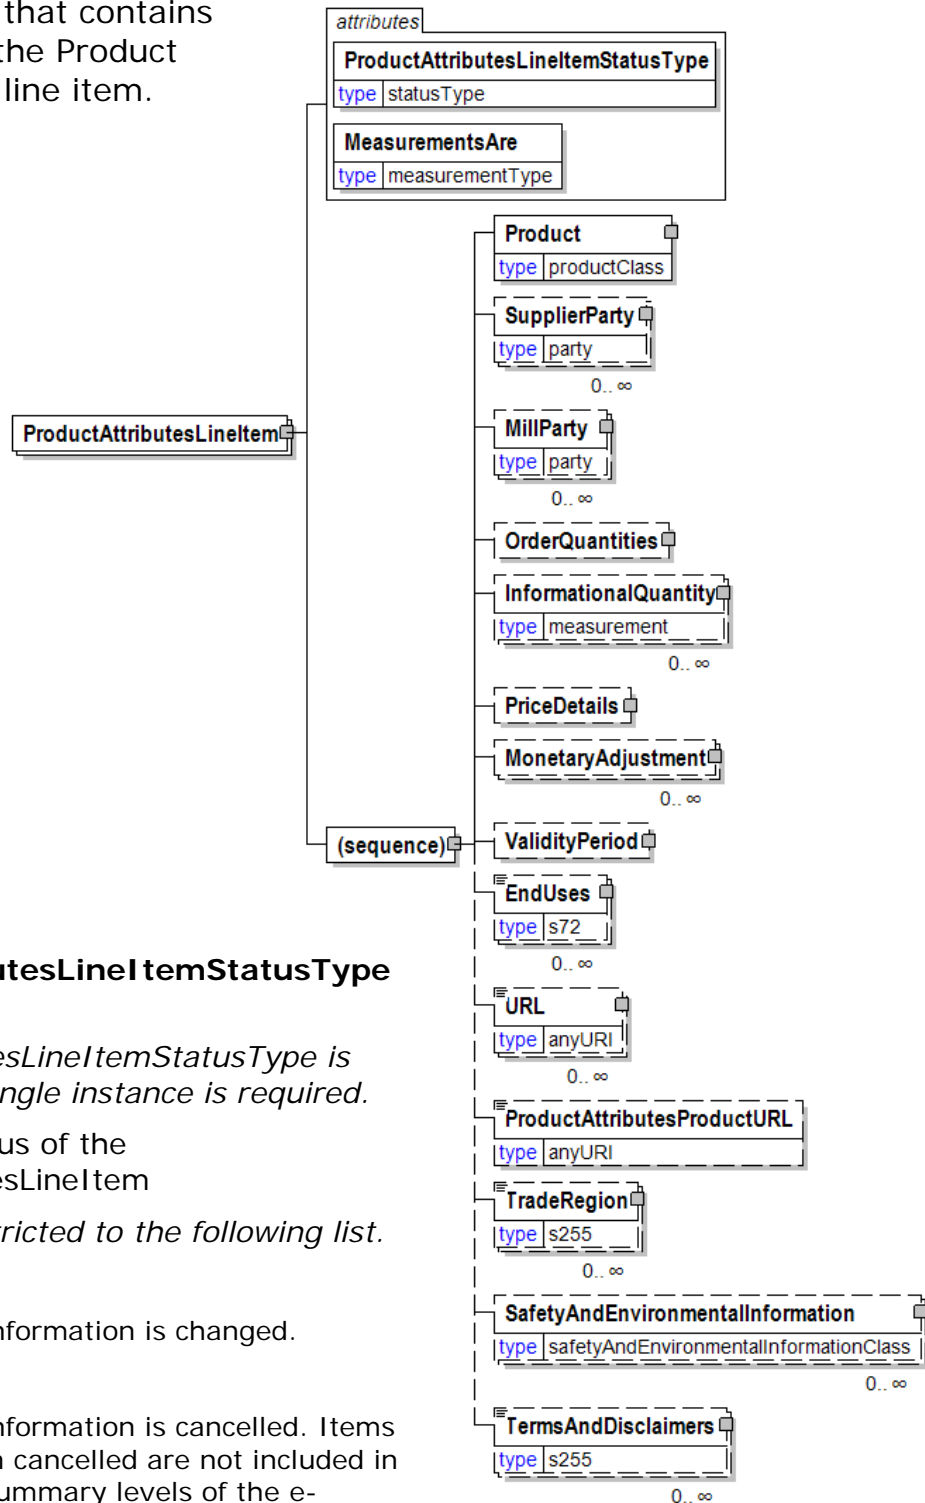 that contains
the Product
line item.
attributes
ProductAttributesLineItemStatusType
type statusType
MeasurementsAre
type measurementType
Product
type productClass
SupplierParty
type party
0.. ∞
ProductAttributesLineItem
MillParty
type party
0.. ∞
OrderQuantities
InformationalQuantity
type measurement
0.. ∞
PriceDetails
MonetaryAdjustment
0.. ∞
(sequence)
ValidityPeriod
EndUses
type s72
0.. ∞
URL
type anyURI
0.. ∞
ProductAttributesProductURL
type anyURI
TradeRegion
type s255
0.. ∞
SafetyAndEnvironmentalInformation
type safetyAndEnvironmentalInformationClass
0.. ∞
TermsAndDisclaimers
type s255
0.. ∞
utesLineItemStatusType
esLineItemStatusType is
ngle instance is required.
us of the
esLineItem
tricted to the following list.
nformation is changed.
nformation is cancelled. Items
n cancelled are not included in
ummary levels of the e-